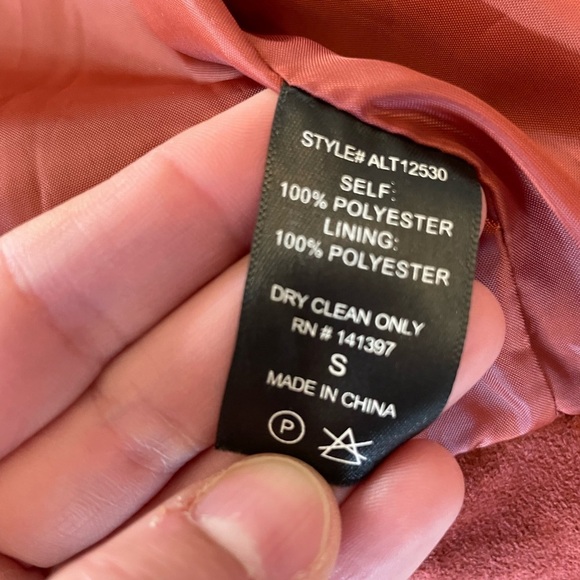 STYLE# ALT12530
SELF:
100% POLYESTER
LINING:
100% POLYESTER
DRY CLEAN ONLY
RN # 141397
S
MADE IN CHINA
P